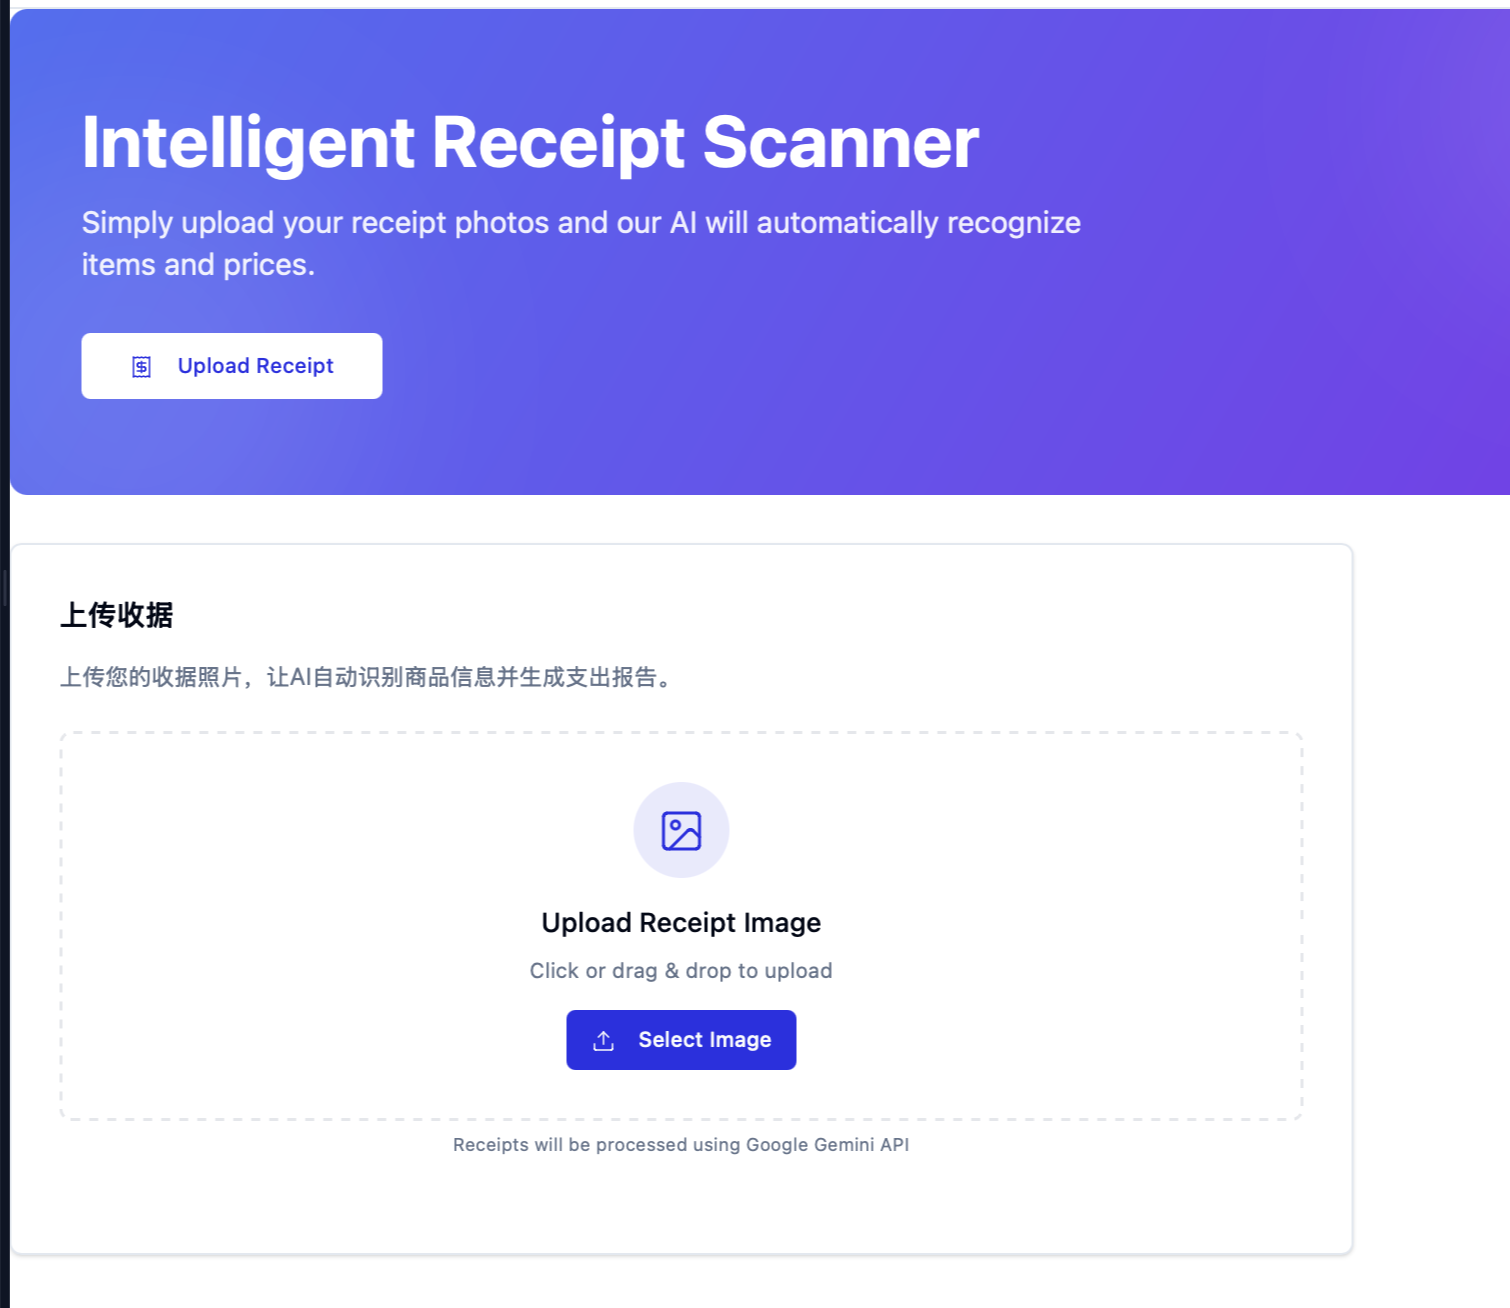 Intelligent Receipt Scanner
Simply upload your receipt photos and our AI will automatically recognize
items and prices.
Upload Receipt
上传收据
上传您的收据照片，让AI自动识别商品信息并生成支出报告。
Upload Receipt Image
Click or drag & drop to upload
Select Image
Receipts will be processed using Google Gemini API